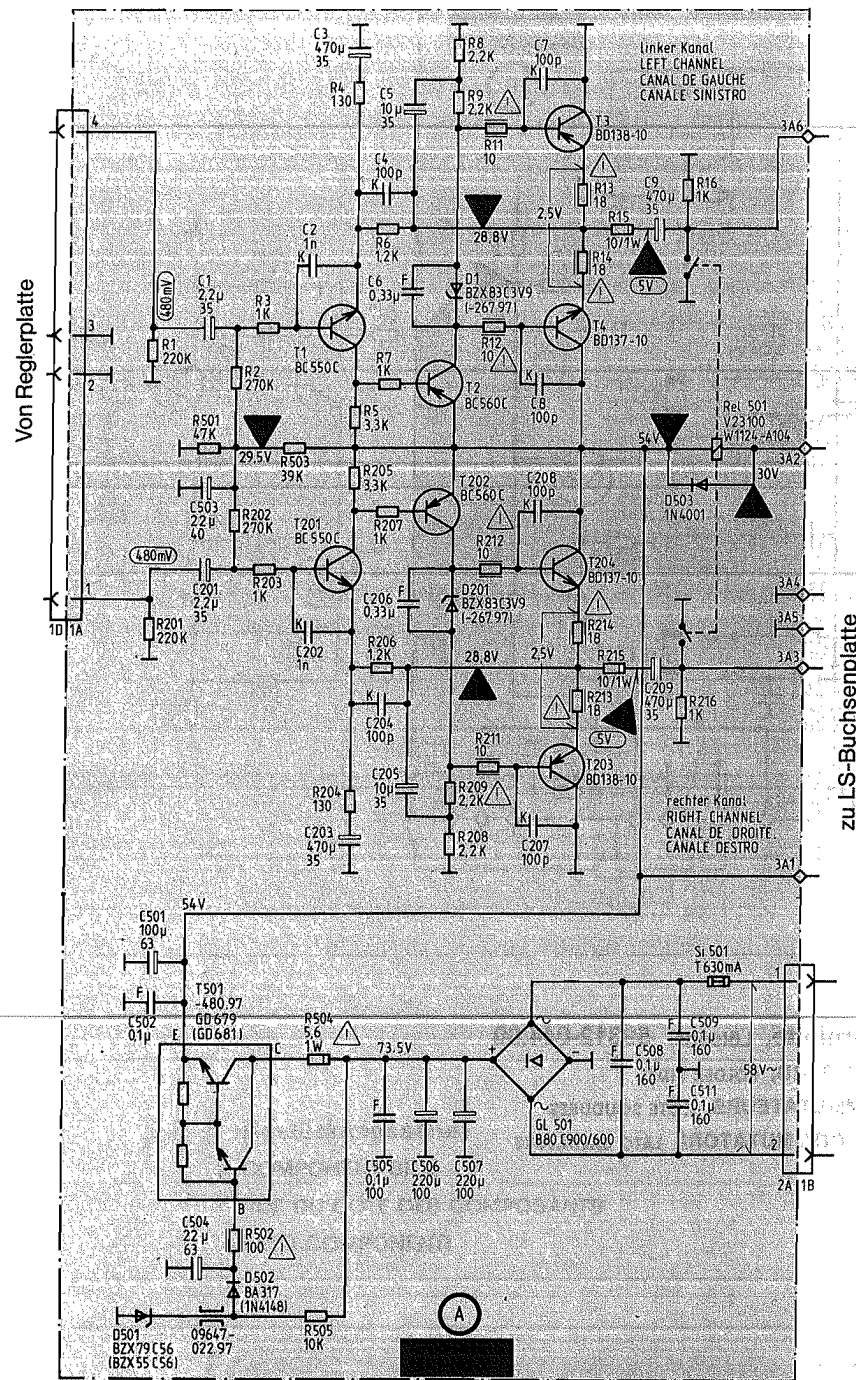 C3
470µ
35
R4
130
R8
2,2K
R9
2,2K
C5
10µ
35
C7
100p
K
linker Kanal
LEFT CHANNEL
CANAL DE GAUCHE
CANALE SINISTRO
T3
BD138-10
R11
10
4
3A6
C4
100p
K
R13
18
C9
470µ
35
R16
1K
2,5V
R15
10/1W
R6
1,2K
28,8V
C2
1n
K
R14
18
5V
480mV
C1
2,2µ
35
R3
1K
C6
0,33µ
F
D1
BZX83C3V9
(-267.97)
3
R1
220K
T1
BC550C
R12
10
T4
BD137-10
2
R2
270K
R7
1K
T2
BC560C
K
C8
100p
Von Reglerplatte
R5
3,3K
Rel. 501
V23100
W1124-A104
R501
47K
29,5V
R503
39K
54V
3A2
R205
3,3K
30V
C503
22µ
40
R202
270K
T202
BC560C
C208
100p
K
D503
1N4001
T201
BC550C
R207
1K
R212
10
480mV
T204
BD137-10
C201
2,2µ
35
R203
1K
3A4
1
C206
0,33µ
F
D201
BZX83C3V9
(-267.97)
3A5
1D
1A
R201
220K
K
C202
1n
R206
1,2K
28,8V
2,5V
R214
18
R215
10/1W
3A3
K
C204
100p
R213
18
C209
470µ
35
R216
1K
5V
R211
10
T203
BD138-10
R204
130
C205
10µ
35
R209
2,2K
C203
470µ
35
R208
2,2K
K
C207
100p
rechter Kanal
RIGHT CHANNEL
CANAL DE DROITE
CANALE DESTRO
zu LS-Buchsenplatte
3A1
54V
C501
100µ
63
Si 501
T 630mA
1
F
C502
0,1µ
T501
-480.97
GD 679
(GD 681)
E
C
R504
5,6
1W
73,5V
F
C509
0,1µ
160
F
C508
0,1µ
160
58V~
F
C511
0,1µ
160
+
-
~
~
F
C505
0,1µ
100
C506
220µ
100
C507
220µ
100
GL 501
B80 C900/600
2
2A
1B
B
C504
22µ
63
R502
100
D502
BA317
(1N4148)
D501
BZX79C56
(BZX55C56)
09647-
022.97
R505
10K
A